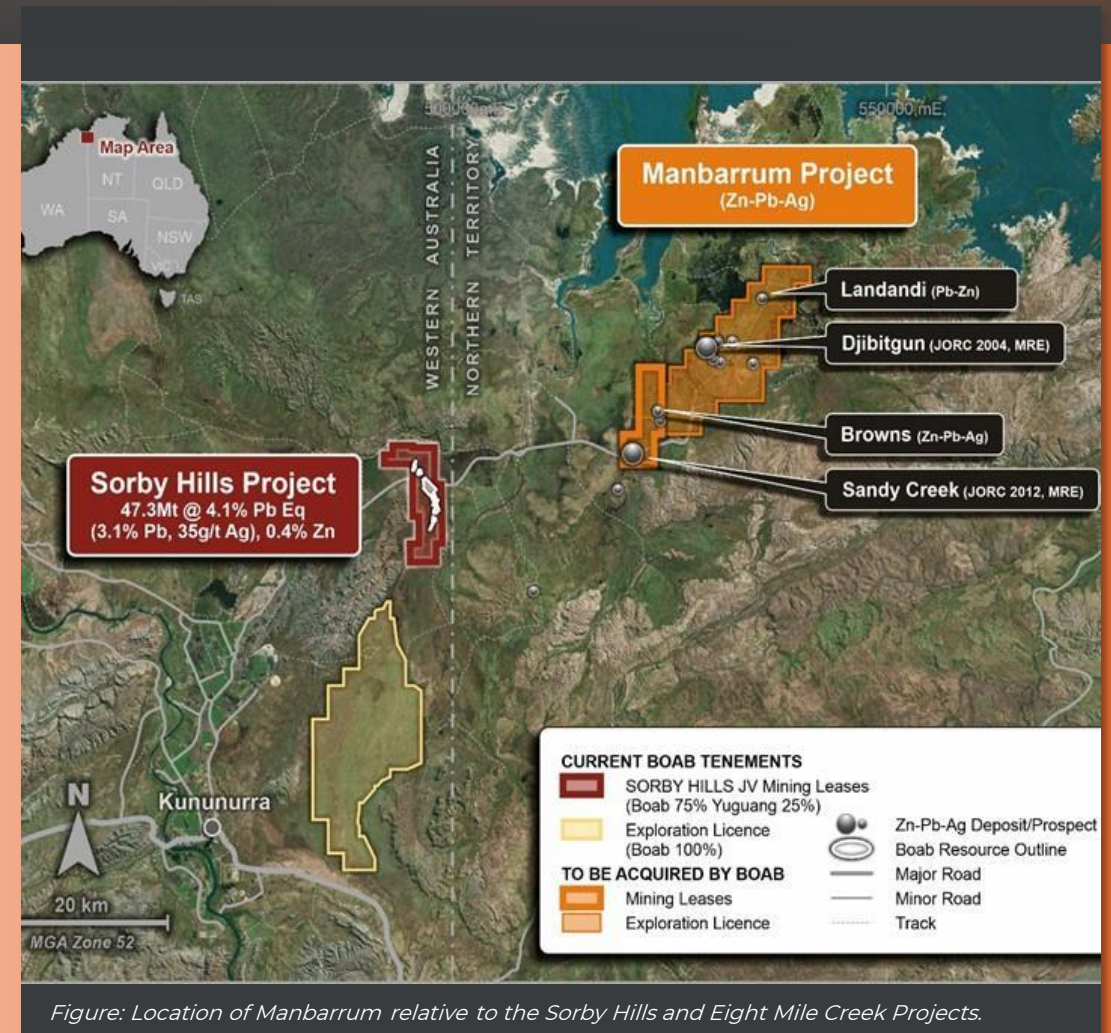 500000mE
550000 mE
Map Area
NT
QLD
WA
SA
NSW
VIC
TAS
WESTERN AUSTRALIA
NORTHERN TERRITORY
Manbarrum Project
(Zn-Pb-Ag)
Landandi (Pb-Zn)
Djibitgun (JORC 2004, MRE)
Browns (Zn-Pb-Ag)
Sandy Creek (JORC 2012, MRE)
Sorby Hills Project
47.3Mt @ 4.1% Pb Eq
(3.1% Pb, 35g/t Ag), 0.4% Zn
Kununurra
N
20 km
MGA Zone 52
CURRENT BOAB TENEMENTS
SORBY HILLS JV Mining Leases
(Boab 75% Yuguang 25%)
Exploration Licence
(Boab 100%)
TO BE ACQUIRED BY BOAB
Mining Leases
Exploration Licence
Zn-Pb-Ag Deposit/Prospect
Boab Resource Outline
Major Road
Minor Road
Track
Figure: Location of Manbarrum relative to the Sorby Hills and Eight Mile Creek Projects.